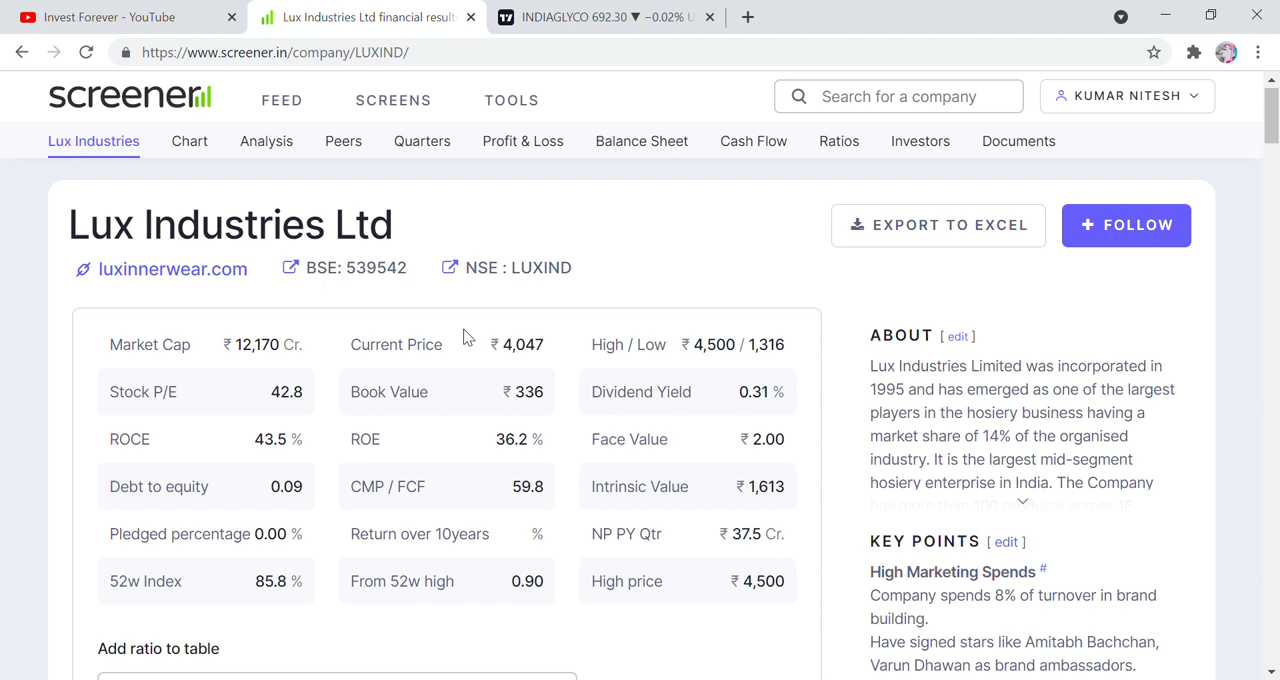 Invest Forever - YouTube
Lux Industries Ltd financial result
INDIAGLYCO 692.30 ▼ −0.02% U
https://www.screener.in/company/LUXIND/
screener
FEED
SCREENS
TOOLS
Search for a company
KUMAR NITESH
Lux Industries
Chart
Analysis
Peers
Quarters
Profit & Loss
Balance Sheet
Cash Flow
Ratios
Investors
Documents
Lux Industries Ltd
EXPORT TO EXCEL
+ FOLLOW
luxinnerwear.com
BSE: 539542
NSE : LUXIND
Market Cap ₹ 12,170 Cr.
Current Price ₹ 4,047
High / Low ₹ 4,500 / 1,316
Stock P/E 42.8
Book Value ₹ 336
Dividend Yield 0.31 %
ROCE 43.5 %
ROE 36.2 %
Face Value ₹ 2.00
Debt to equity 0.09
CMP / FCF 59.8
Intrinsic Value ₹ 1,613
Pledged percentage 0.00 %
Return over 10years %
NP PY Qtr ₹ 37.5 Cr.
52w Index 85.8 %
From 52w high 0.90
High price ₹ 4,500
Add ratio to table
ABOUT [ edit ]
Lux Industries Limited was incorporated in
1995 and has emerged as one of the largest
players in the hosiery business having a
market share of 14% of the organised
industry. It is the largest mid-segment
hosiery enterprise in India. The Company
has more than 100 products across 16
KEY POINTS [ edit ]
High Marketing Spends #
Company spends 8% of turnover in brand
building.
Have signed stars like Amitabh Bachchan,
Varun Dhawan as brand ambassadors.